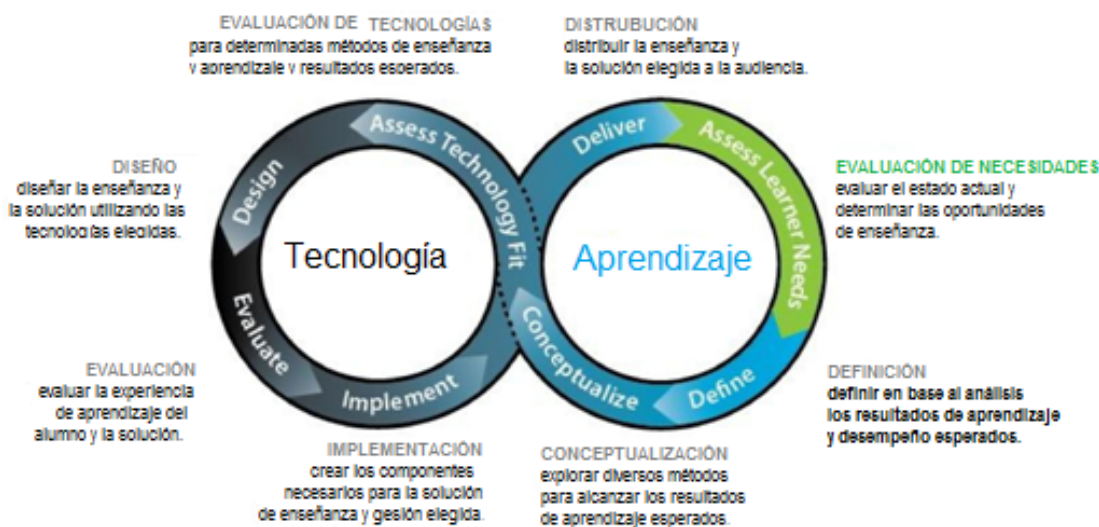 EVALUACIÓN DE TECNOLOGÍAS
para determinadas métodos de enseñanza
y aprendizaje y resultados esperados.
DISTRUBUCIÓN
distribuir la enseñanza y
la solución elegida a la audiencia.
DISEÑO
diseñar la enseñanza y
la solución utilizando las
tecnologías elegidas.
EVALUACIÓN DE NECESIDADES
evaluar el estado actual y
determinar las oportunidades
de enseñanza.
Assess Technology Fit
Design
Evaluate
Implement
Tecnología
Deliver
Assess Learner Needs
Define
Conceptualize
Aprendizaje
EVALUACIÓN
evaluar la experiencia
de aprendizaje del
alumno y la solución.
DEFINICIÓN
definir en base al análisis
los resultados de aprendizaje
y desempeño esperados.
IMPLEMENTACIÓN
crear los componentes
necesarios para la solución
de enseñanza y gesión elegida.
CONCEPTUALIZACIÓN
explorar diversos métodos
para alcanzar los resultados
de aprendizaje esperados.